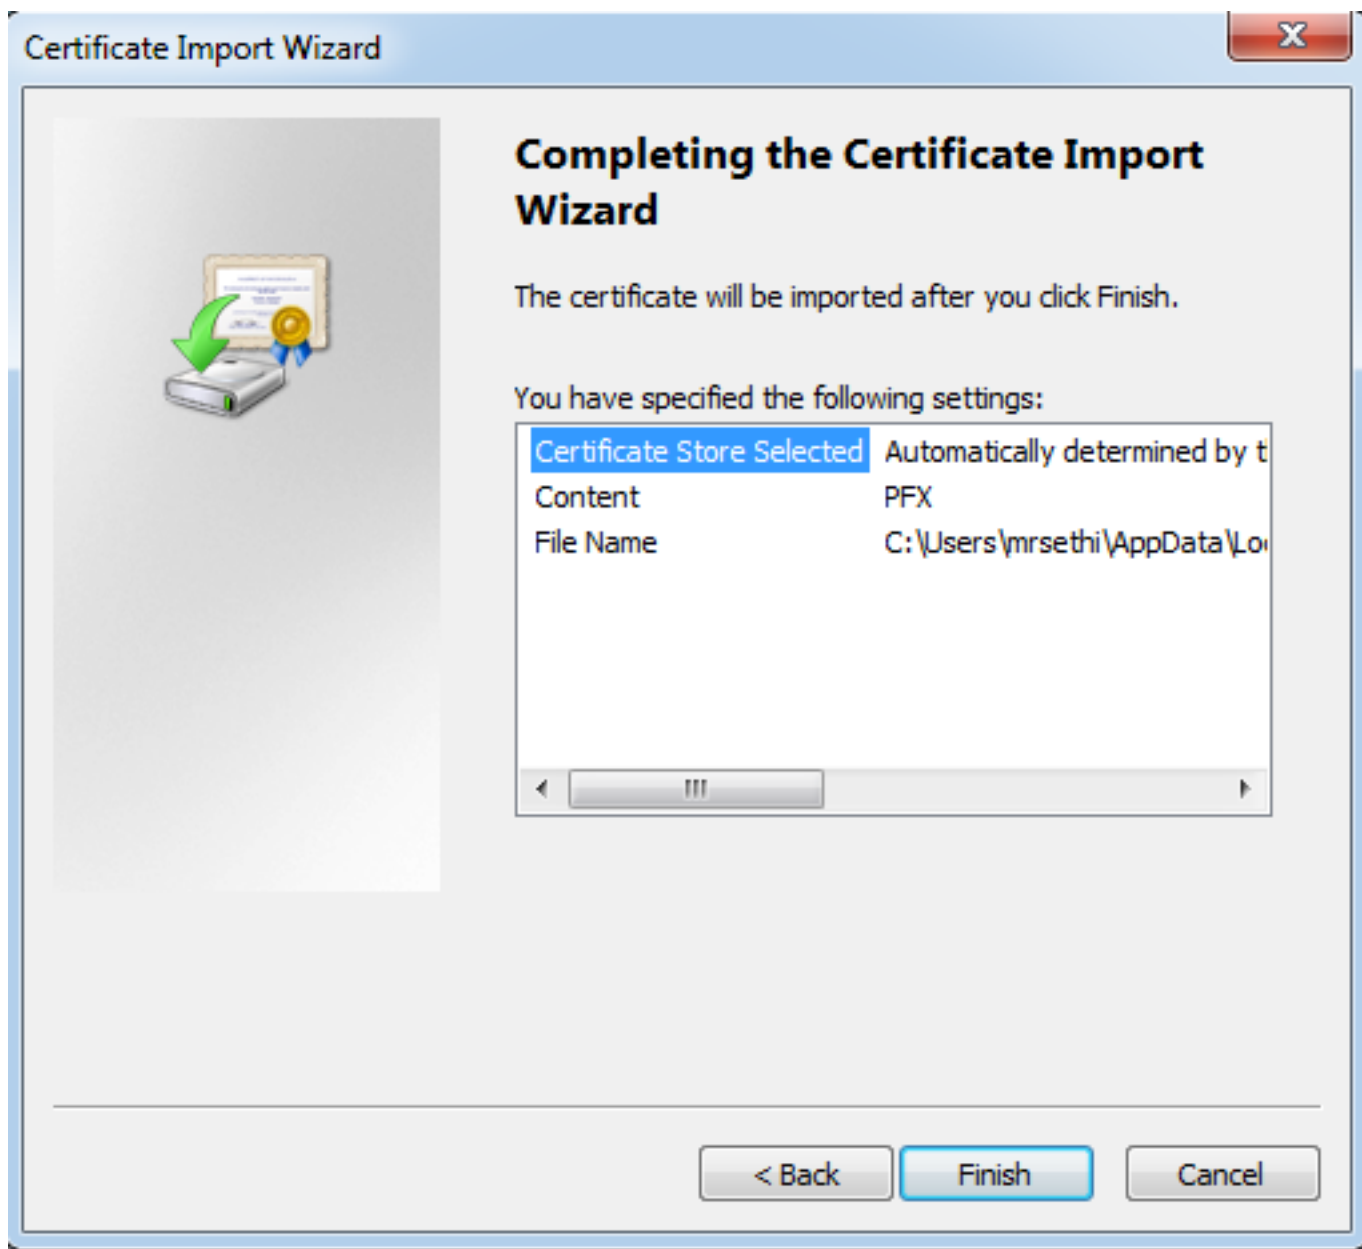 Certificate Import Wizard
Completing the Certificate Import
Wizard
The certificate will be imported after you click Finish.
You have specified the following settings:
Certificate Store Selected Automatically determined by t
Content PFX
File Name C:\Users\mrsethi\AppData\Lo
< Back Finish Cancel